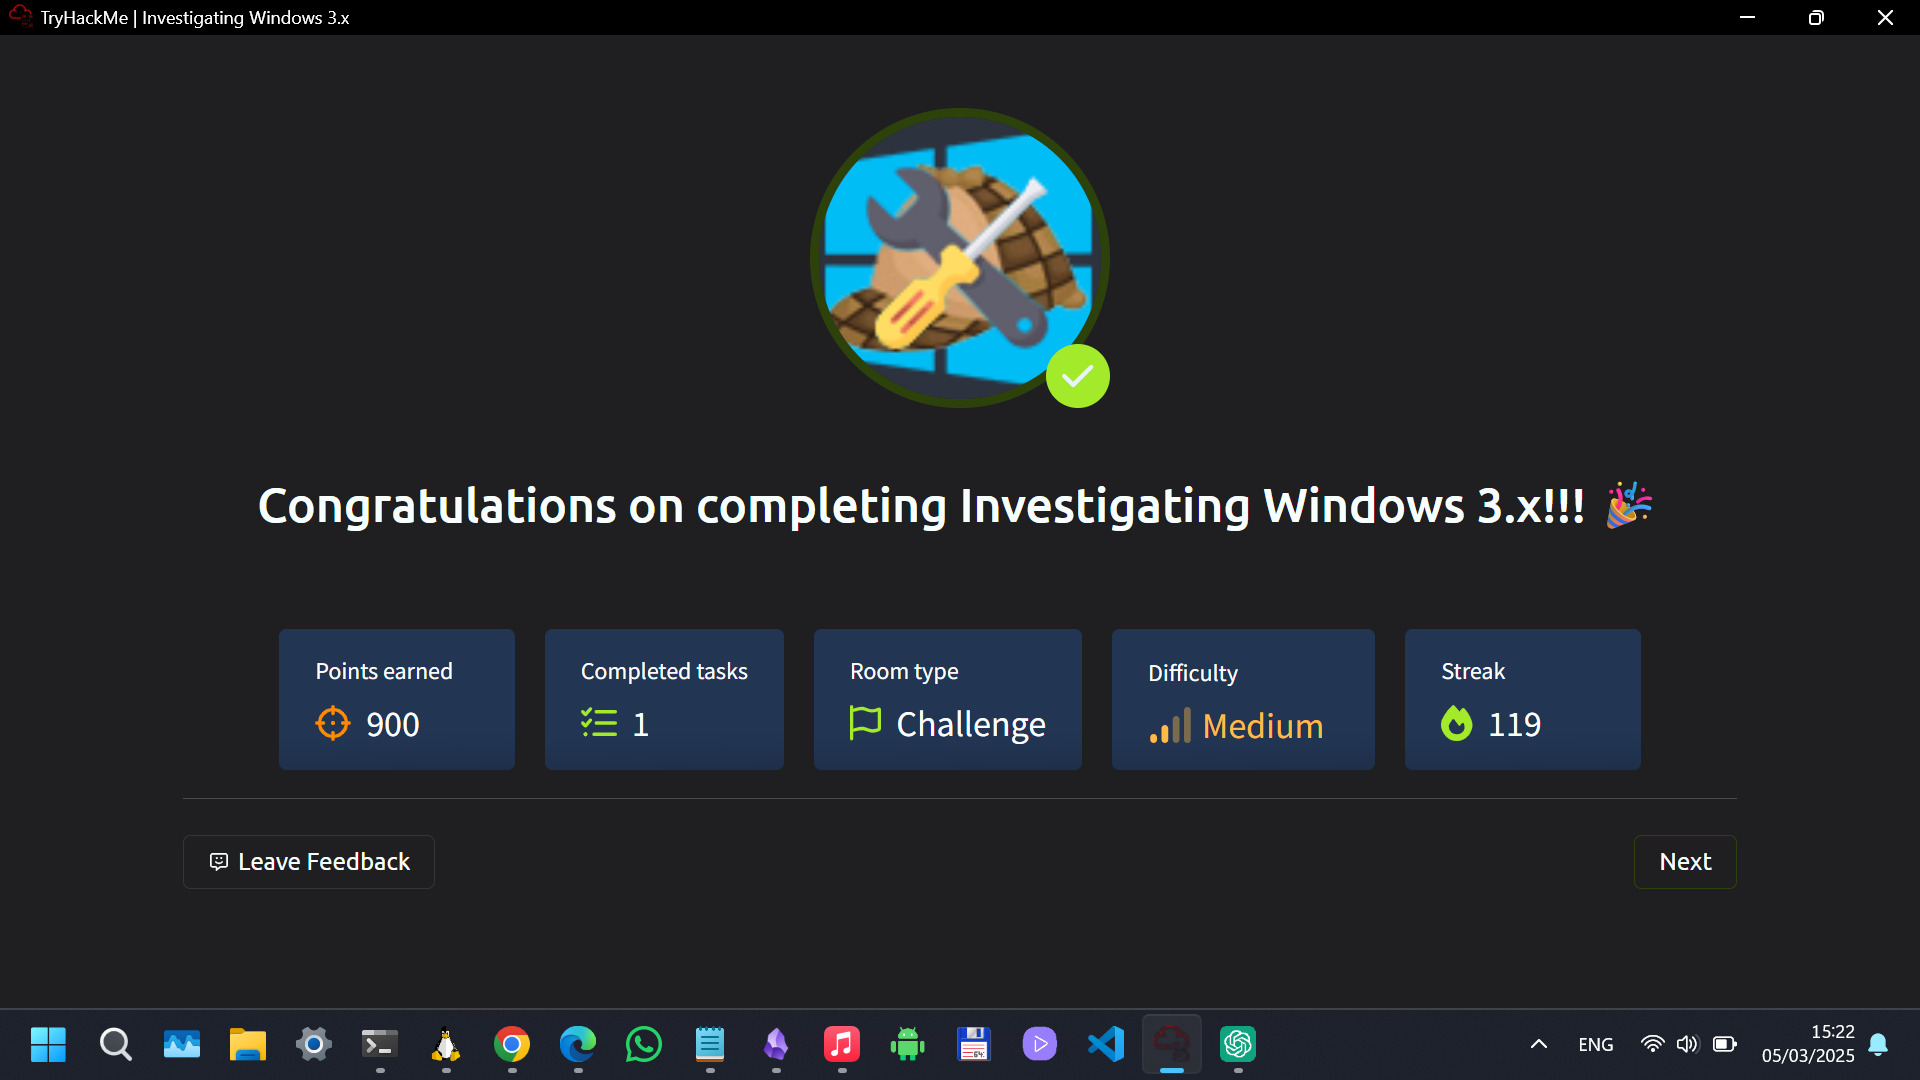 TryHackMe | Investigating Windows 3.x
Congratulations on completing Investigating Windows 3.x!!! 🎉
Points earned
900
Completed tasks
1
Room type
Challenge
Difficulty
Medium
Streak
119
Leave Feedback
Next
64
ENG
15:22
05/03/2025